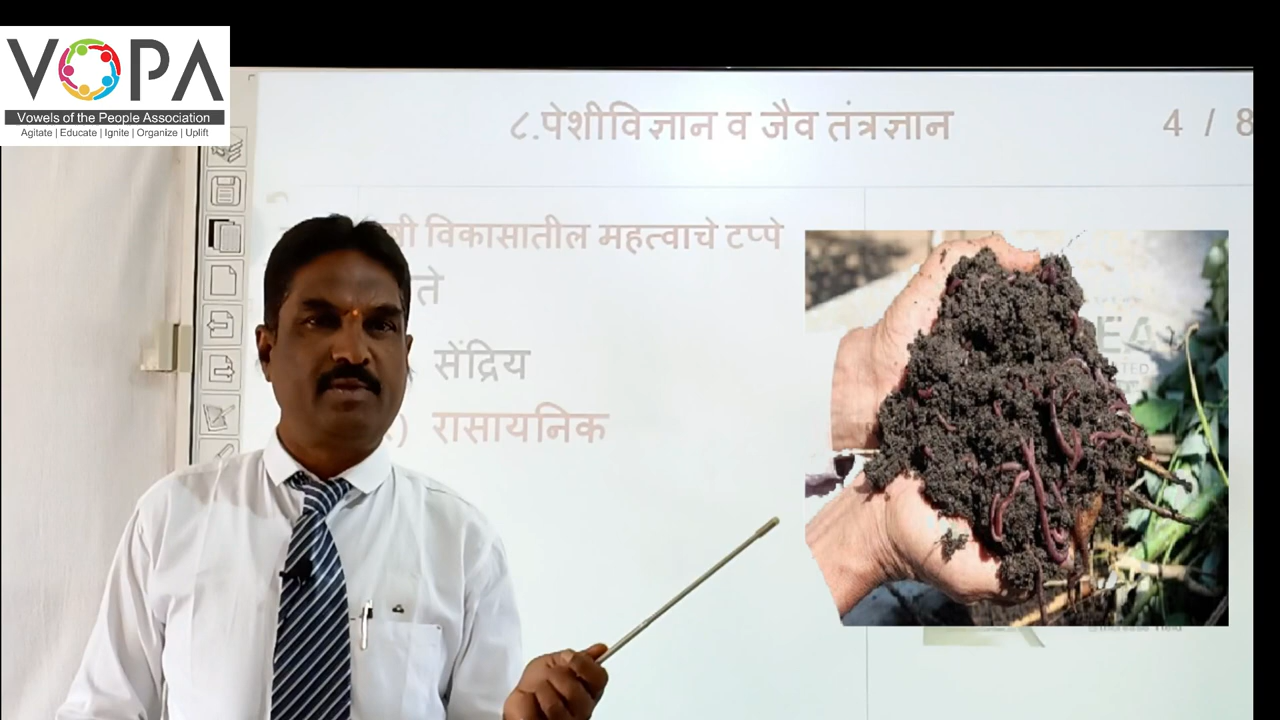 VOPA
Vowels of the People Association
Agitate | Educate | Ignite | Organize | Uplift
८.पेशीविज्ञान व जैव तंत्रज्ञान
4 / 8
विकासातील महत्वाचे टप्पे
सेंद्रिय
रासायनिक